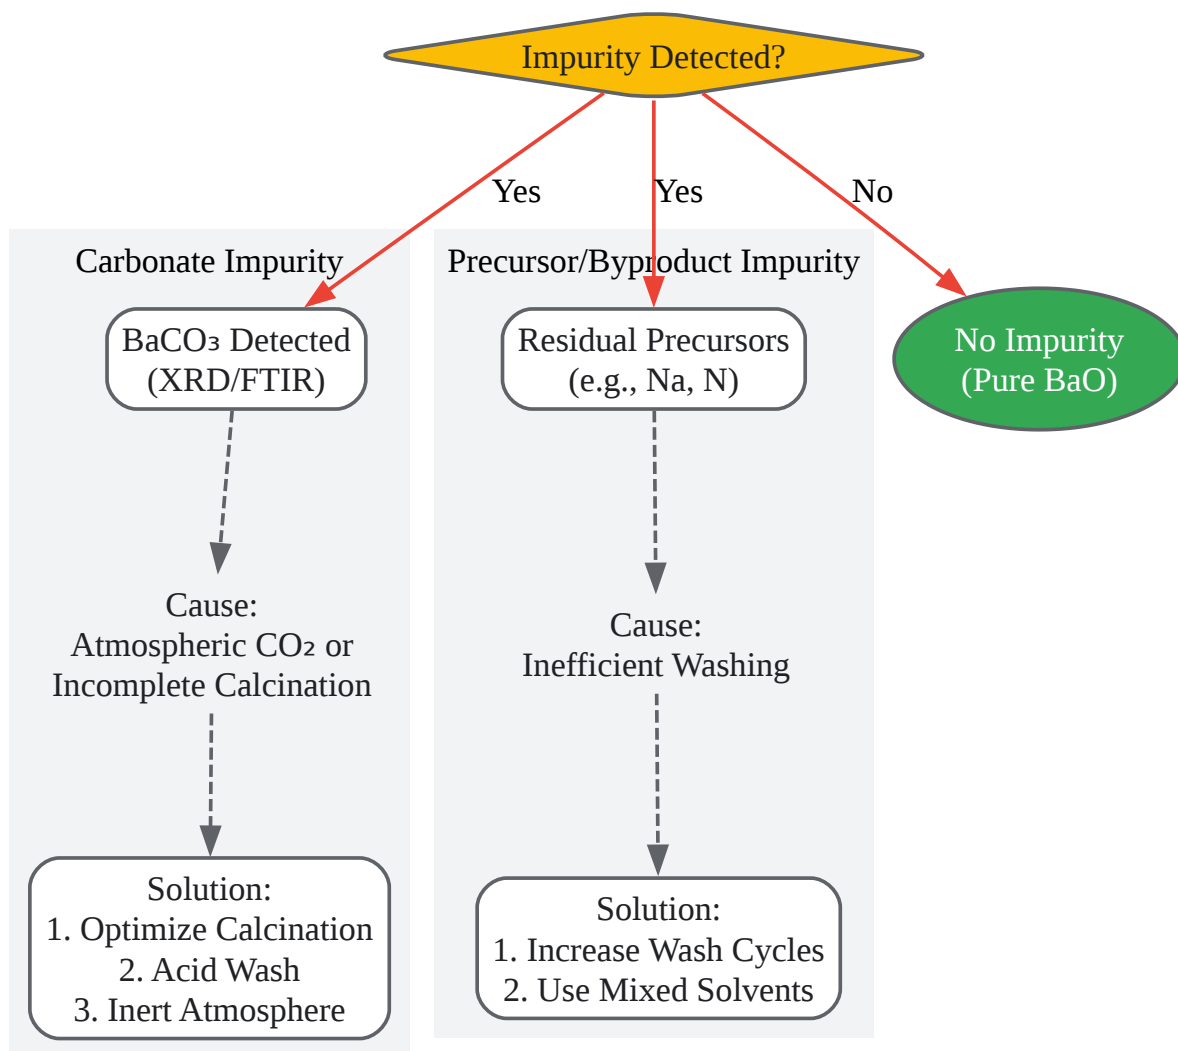 Impurity Detected?
Yes
Yes
No
Carbonate Impurity
Precursor/Byproduct Impurity
BaCO₃ Detected
(XRD/FTIR)
Residual Precursors
(e.g., Na, N)
No Impurity
(Pure BaO)
Cause:
Atmospheric CO₂ or
Incomplete Calcination
Cause:
Inefficient Washing
Solution:
1. Optimize Calcination
2. Acid Wash
3. Inert Atmosphere
Solution:
1. Increase Wash Cycles
2. Use Mixed Solvents